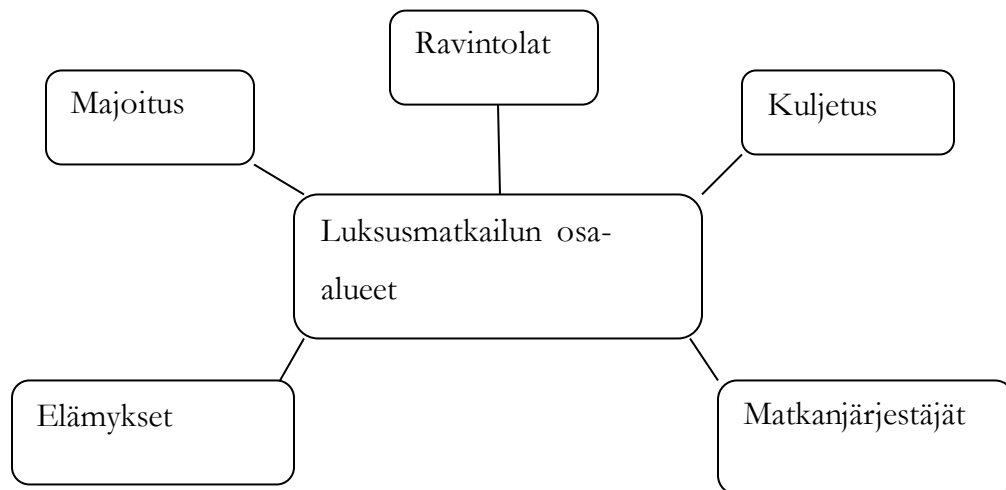 Ravintolat
Majoitus
Kuljetus
Luksusmatkailun osa-
alueet
Elämykset
Matkanjärjestäjät